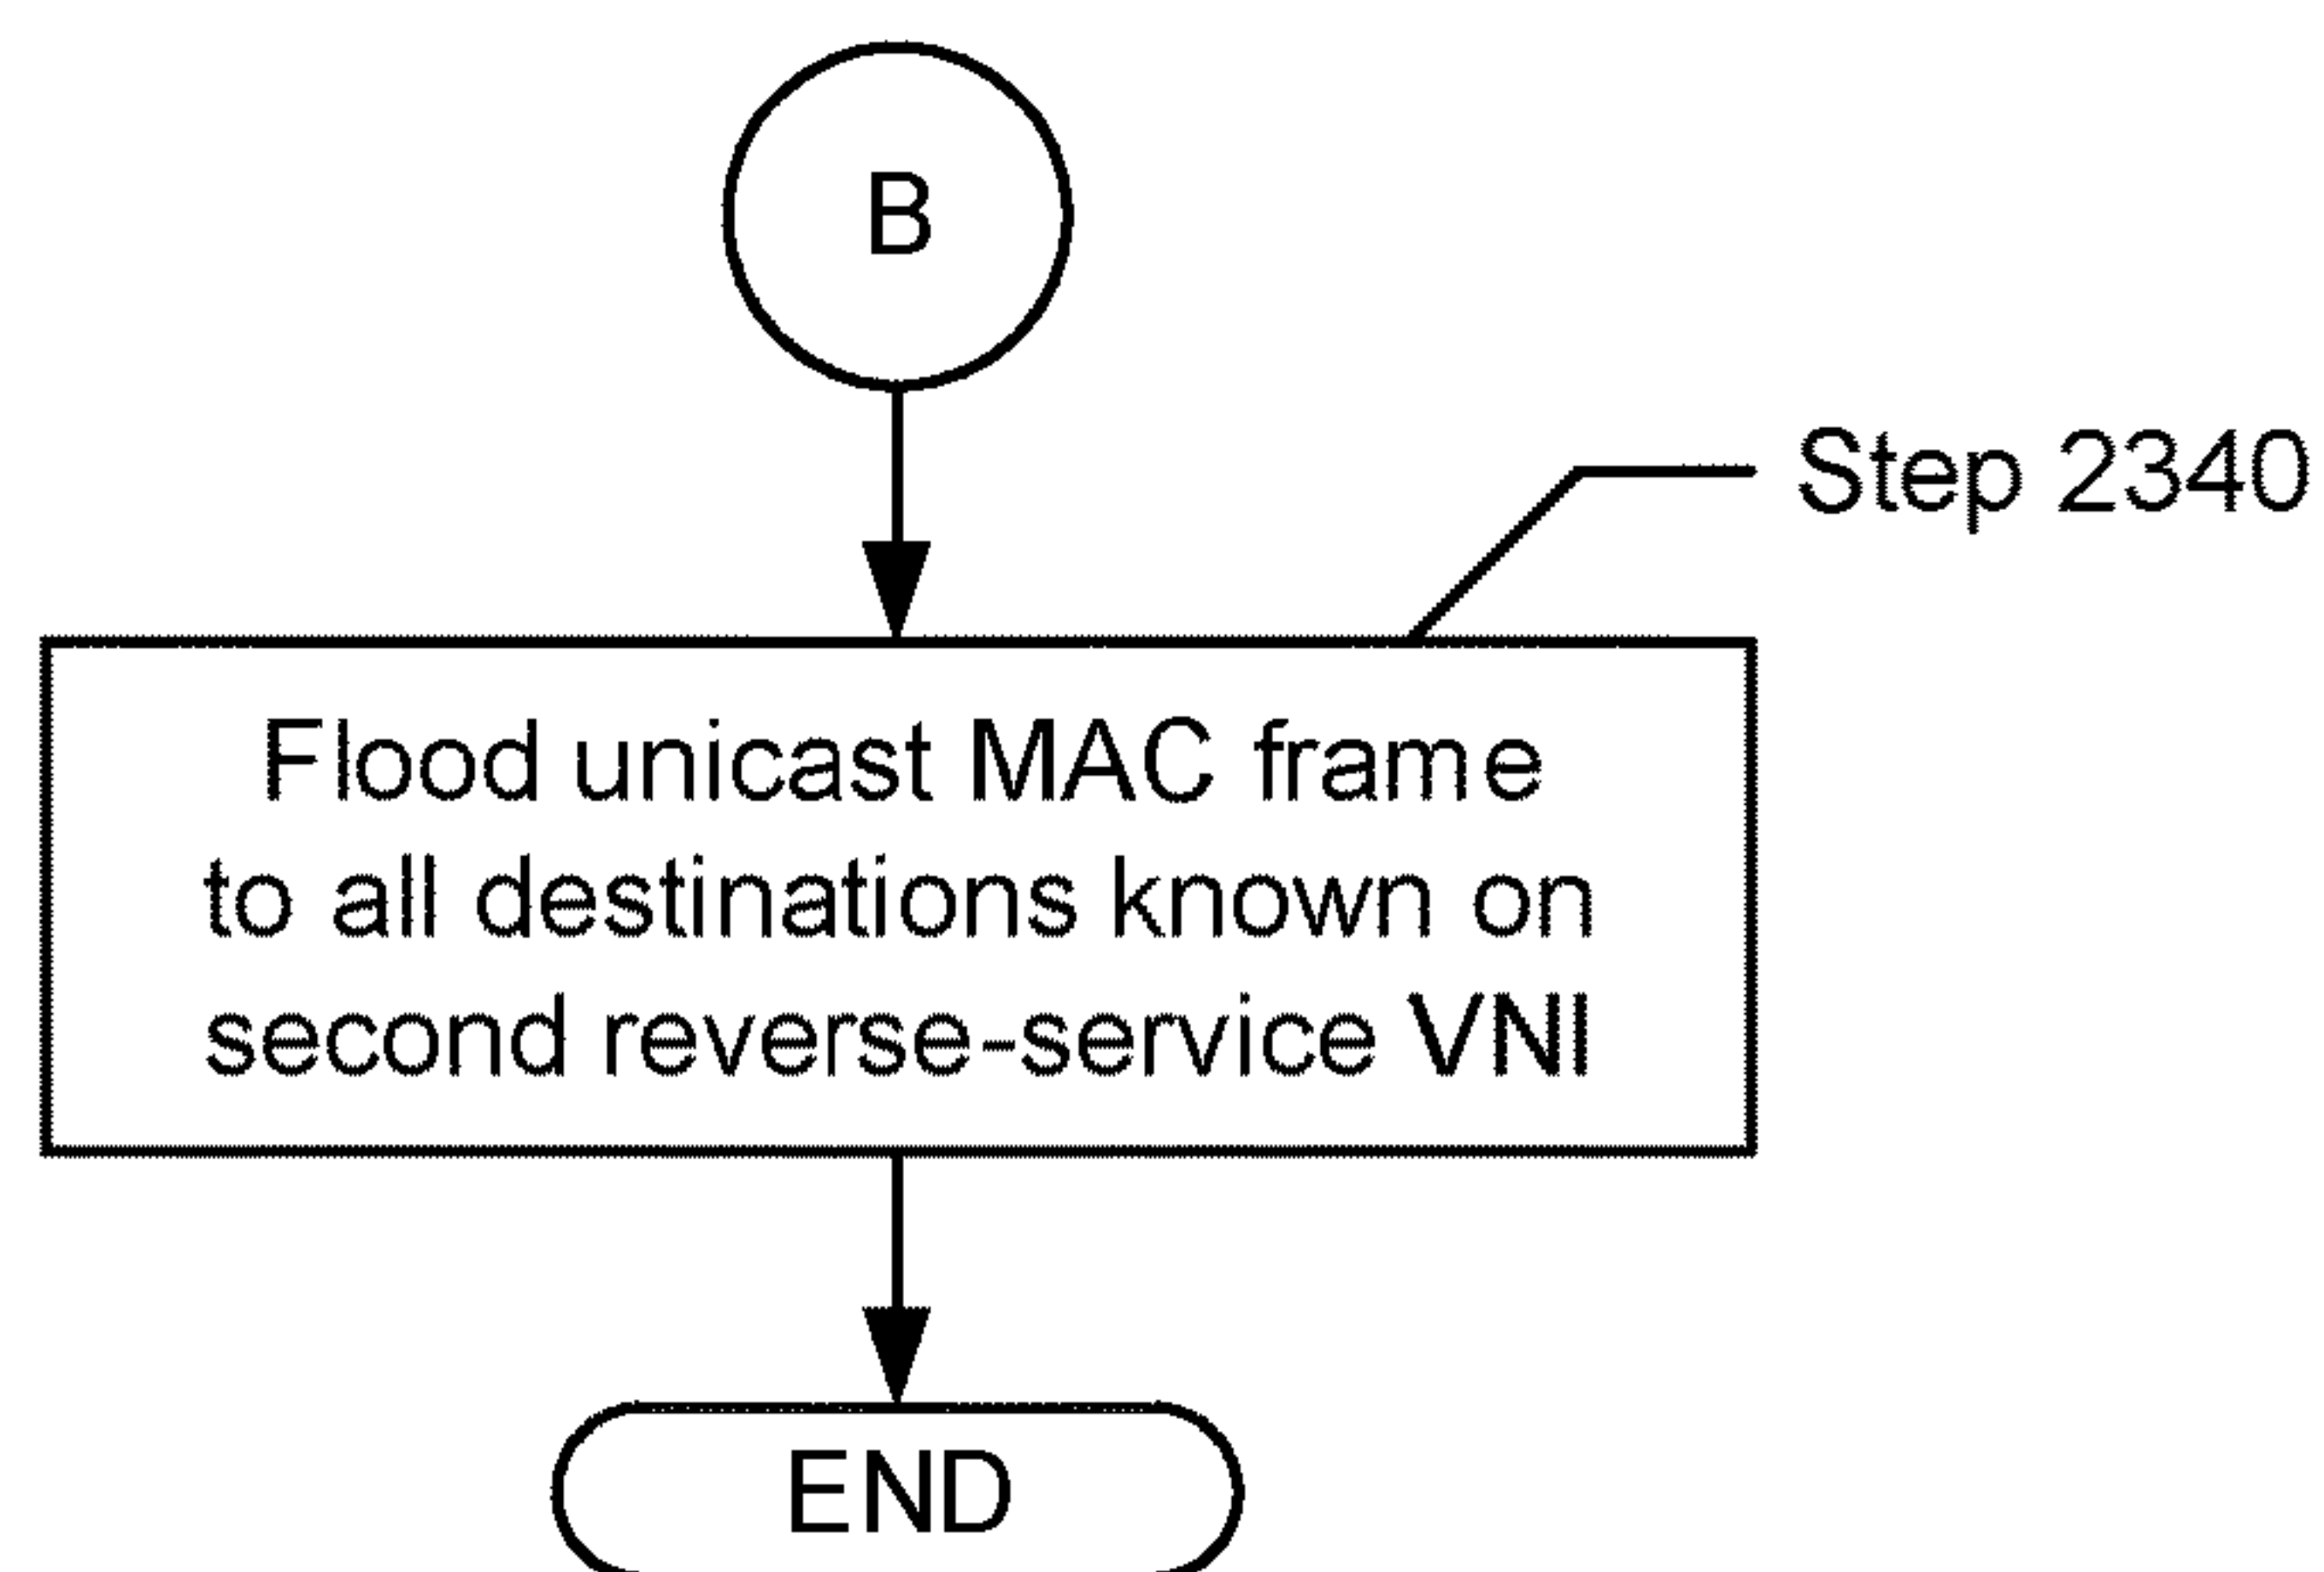 B
Step 2340
Flood unicast MAC frame
to all destinations known on
second reverse-service VNI
END